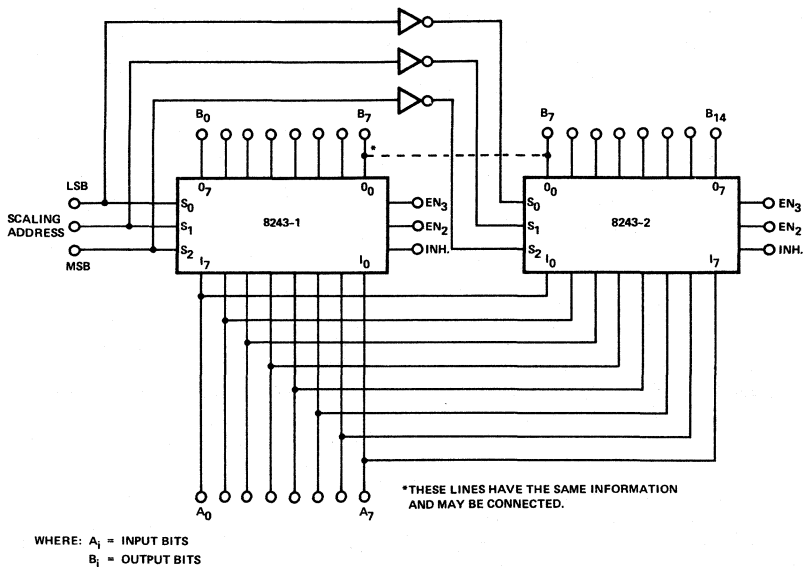 B0 B7 B7 B14
*
LSB
SCALING
ADDRESS
MSB
07 00
S0
S1
S2
8243-1
EN3
EN2
INH.
I7 I0
00 07
S0
S1
S2
8243-2
EN3
EN2
INH.
I0 I7
A0 A7
*THESE LINES HAVE THE SAME INFORMATION
AND MAY BE CONNECTED.
WHERE: Ai = INPUT BITS
Bi = OUTPUT BITS